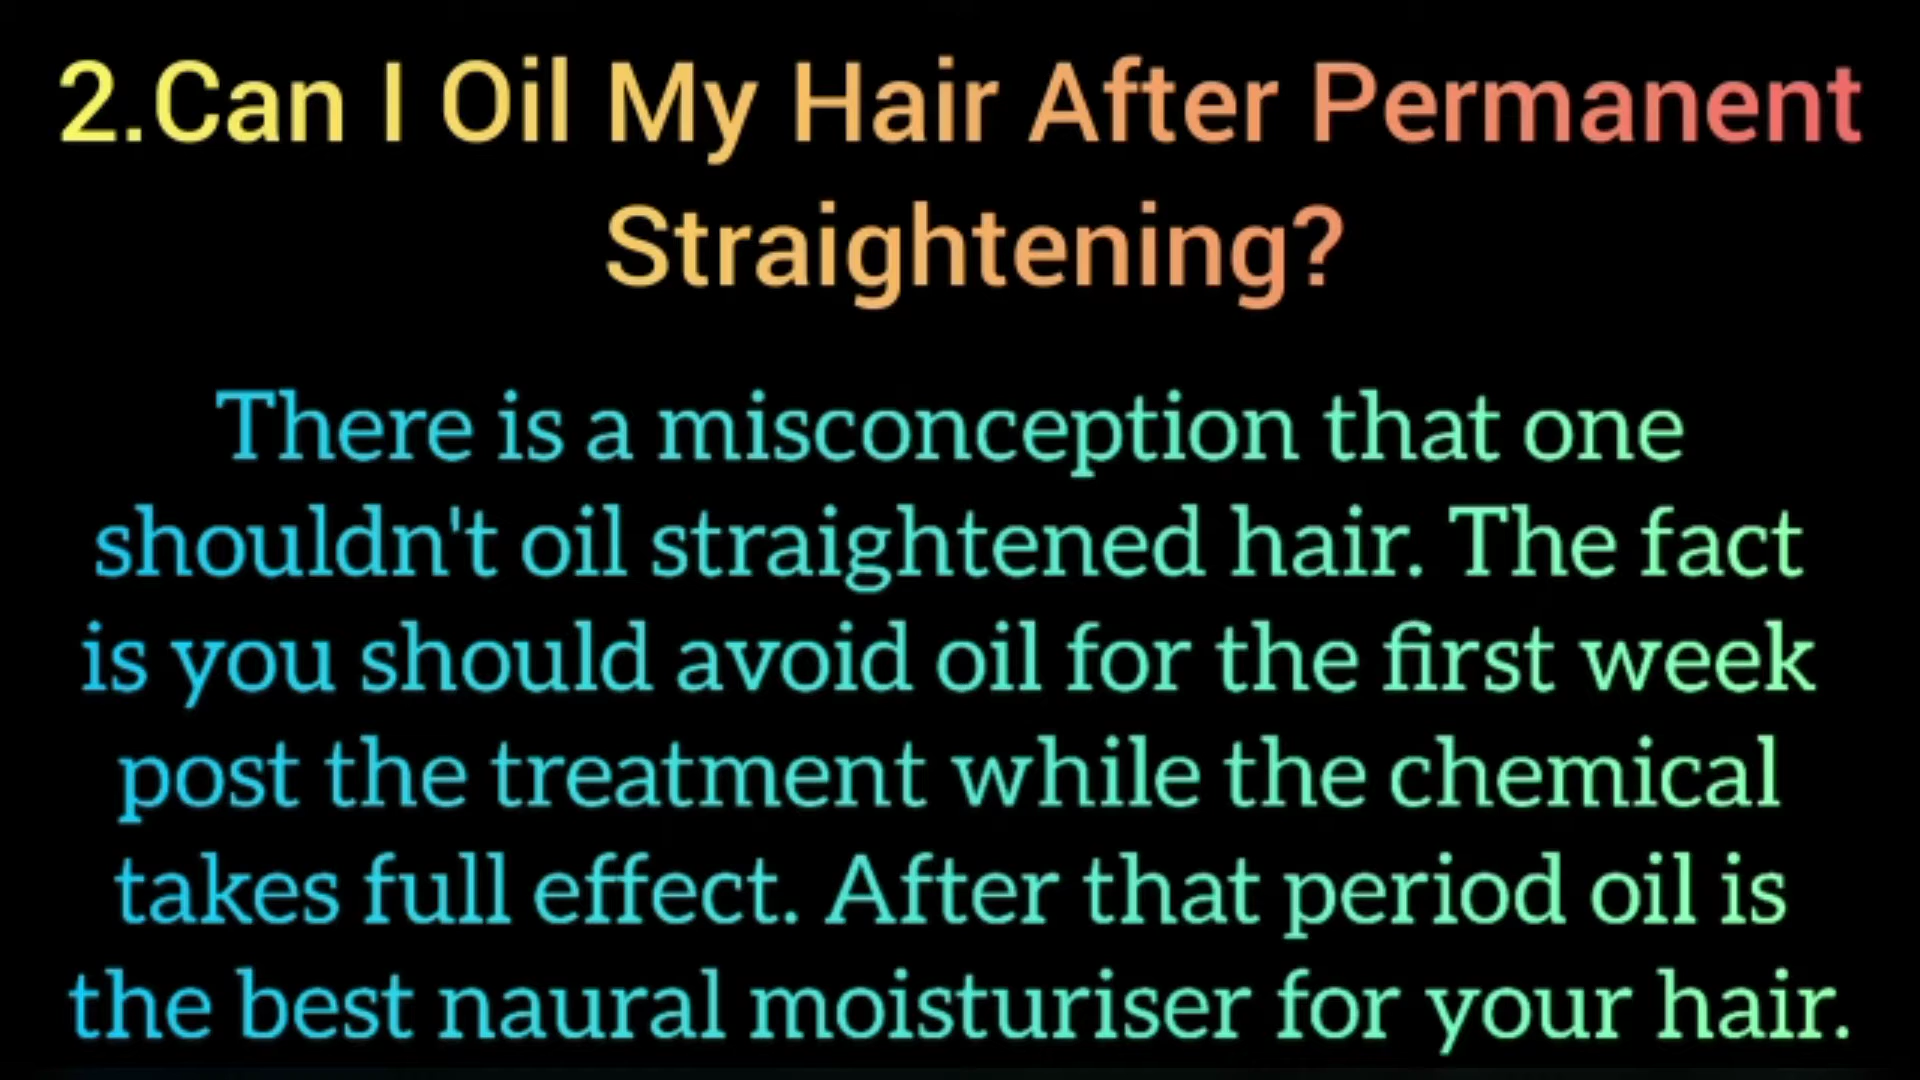 2.Can I Oil My Hair After Permanent
Straightening?
There is a misconception that one
shouldn't oil straightened hair. The fact
is you should avoid oil for the first week
post the treatment while the chemical
takes full effect. After that period oil is
the best naural moisturiser for your hair.